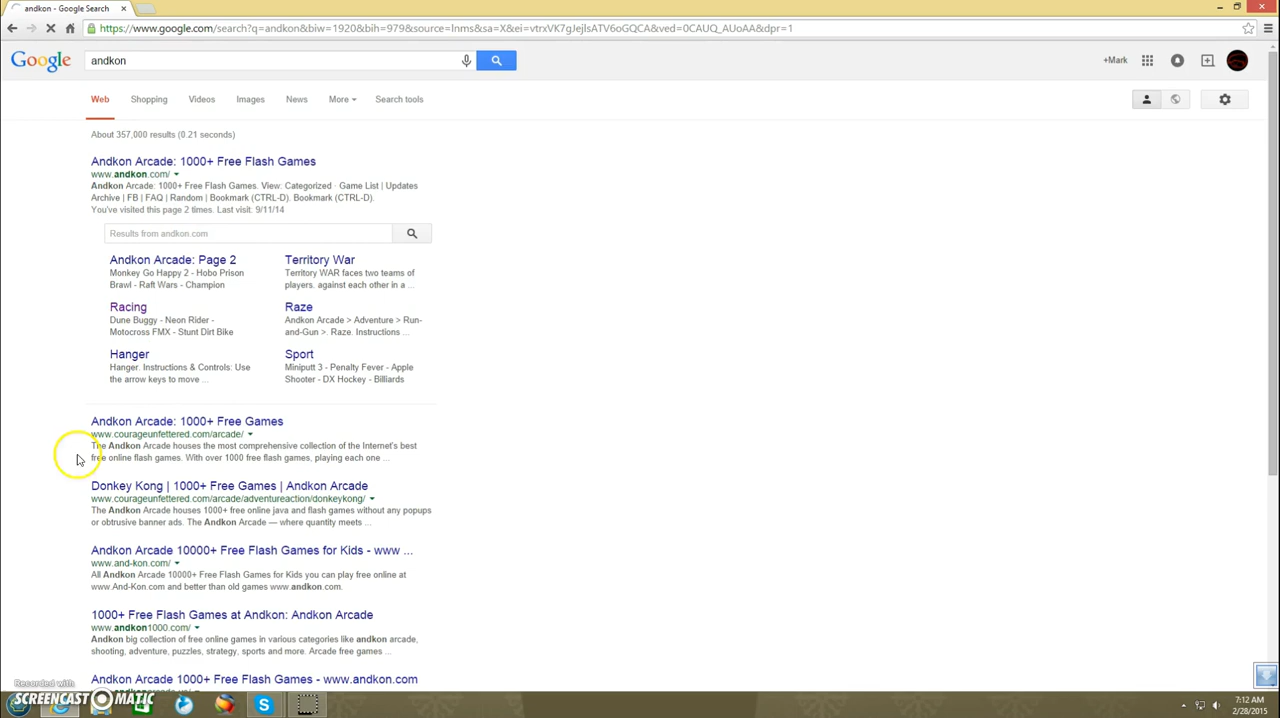 andkon - Google Search
https://www.google.com/search?q=andkon&biw=1920&bih=979&source=lnms&sa=X&ei=vtrxVK7gJejlsATV6oGQCA&ved=0CAUQ_AUoAA&dpr=1
Google andkon +Mark
Web Shopping Videos Images News More Search tools
About 357,000 results (0.21 seconds)
Andkon Arcade: 1000+ Free Flash Games
www.andkon.com/
Andkon Arcade: 1000+ Free Flash Games. View: Categorized · Game List | Updates
Archive | FB | FAQ | Random | Bookmark (CTRL-D). Bookmark (CTRL-D).
You've visited this page 2 times. Last visit: 9/11/14
Results from andkon.com
Andkon Arcade: Page 2
Monkey Go Happy 2 - Hobo Prison
Brawl - Raft Wars - Champion
Territory War
Territory WAR faces two teams of
players. against each other in a ...
Racing
Dune Buggy - Neon Rider -
Motocross FMX - Stunt Dirt Bike
Raze
Andkon Arcade > Adventure > Run-
and-Gun >. Raze. Instructions ...
Hanger
Hanger. Instructions & Controls: Use
the arrow keys to move ...
Sport
Miniputt 3 - Penalty Fever - Apple
Shooter - DX Hockey - Billiards
Andkon Arcade: 1000+ Free Games
www.courageunfettered.com/arcade/
The Andkon Arcade houses the most comprehensive collection of the Internet's best
free online flash games. With over 1000 free flash games, playing each one ...
Donkey Kong | 1000+ Free Games | Andkon Arcade
www.courageunfettered.com/arcade/adventureaction/donkeykong/
The Andkon Arcade houses 1000+ free online java and flash games without any popups
or obtrusive banner ads. The Andkon Arcade — where quantity meets ...
Andkon Arcade 10000+ Free Flash Games for Kids - www ...
www.and-kon.com/
All Andkon Arcade 10000+ Free Flash Games for Kids you can play free online at
www.And-Kon.com and better than old games www.andkon.com.
1000+ Free Flash Games at Andkon: Andkon Arcade
www.andkon1000.com/
Andkon big collection of free online games in various categories like andkon arcade,
shooting, adventure, puzzles, strategy, sports and more. Arcade free games ...
Andkon Arcade 1000+ Free Flash Games - www.andkon.com
Recorded with
SCREENCAST-O-MATIC
7:12 AM
2/28/2015